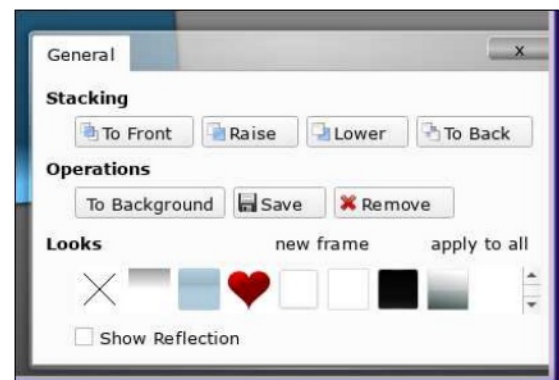 General
x
Stacking
To Front Raise Lower To Back
Operations
To Background Save Remove
Looks new frame apply to all
Show Reflection